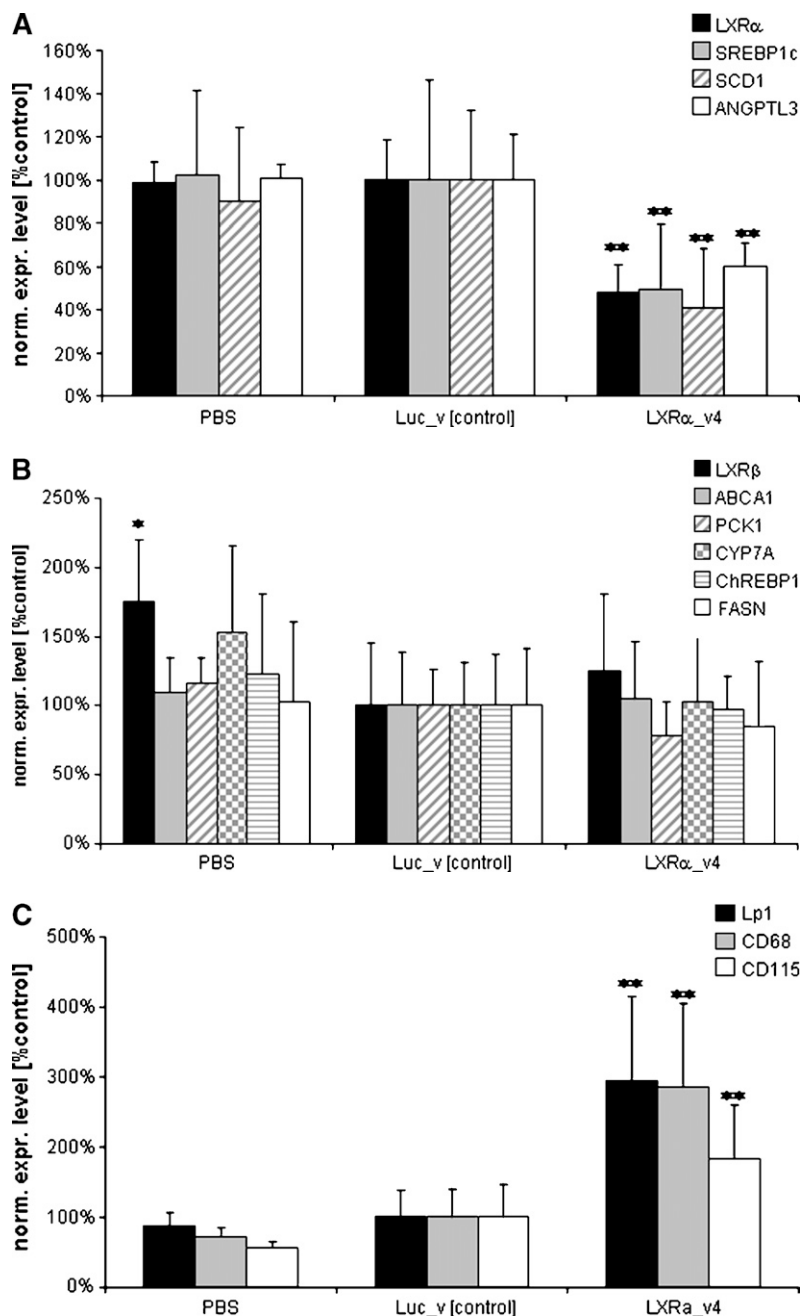 A
LXRα
SREBP1c
SCD1
ANGPTL3
norm. expr. level [%control]
160%
140%
120%
100%
80%
60%
40%
20%
0%
** ** ** **
PBS Luc_v [control] LXRα_v4
B
LXRβ
ABCA1
PCK1
CYP7A
ChREBP1
FASN
norm. expr. level [%control]
250%
200%
150%
100%
50%
0%
*
PBS Luc_v [control] LXRα_v4
C
Lp1
CD68
CD115
norm. expr. level [%control]
500%
400%
300%
200%
100%
0%
** ** **
PBS Luc_v [control] LXRa_v4